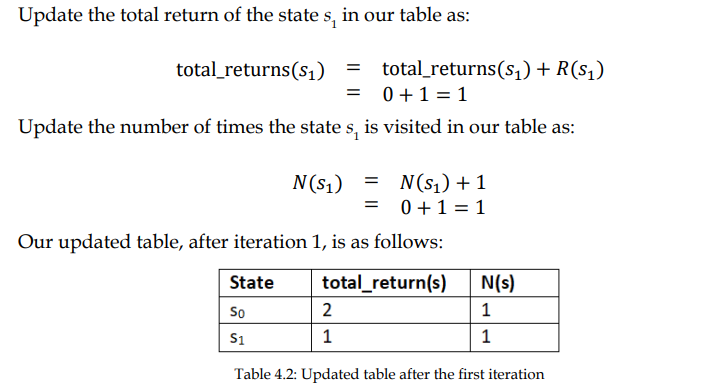 Update the total return of the state s₁ in our table as:
total_returns(s₁) = total_returns(s₁) + R(s₁)
= 0 + 1 = 1
Update the number of times the state s₁ is visited in our table as:
N(s₁) = N(s₁) + 1
= 0 + 1 = 1
Our updated table, after iteration 1, is as follows:
State total_return(s) N(s)
s₀ 2 1
s₁ 1 1
Table 4.2: Updated table after the first iteration